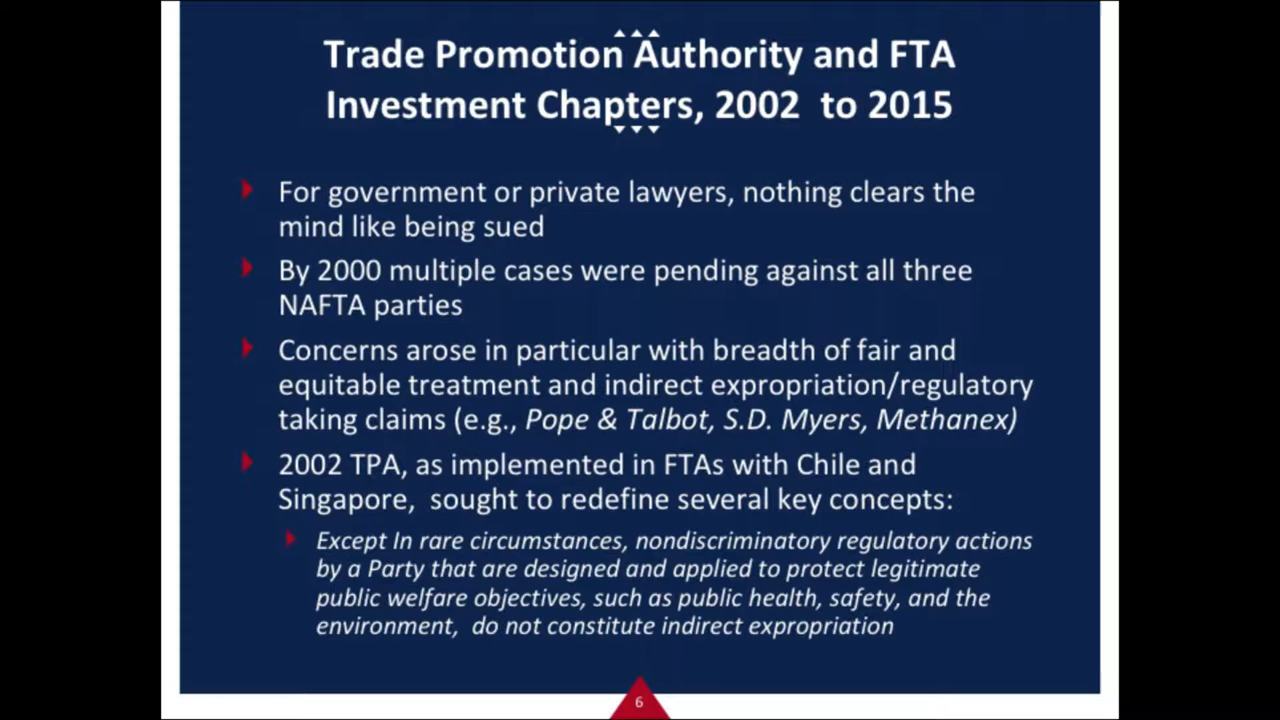 Trade Promotion Authority and FTA
Investment Chapters, 2002  to 2015
For government or private lawyers, nothing clears the
mind like being sued
By 2000 multiple cases were pending against all three
NAFTA parties
Concerns arose in particular with breadth of fair and
equitable treatment and indirect expropriation/regulatory
taking claims (e.g., Pope & Talbot, S.D. Myers, Methanex)
2002 TPA, as implemented in FTAs with Chile and
Singapore,  sought to redefine several key concepts:
Except In rare circumstances, nondiscriminatory regulatory actions
by a Party that are designed and applied to protect legitimate
public welfare objectives, such as public health, safety, and the
environment,  do not constitute indirect expropriation
6